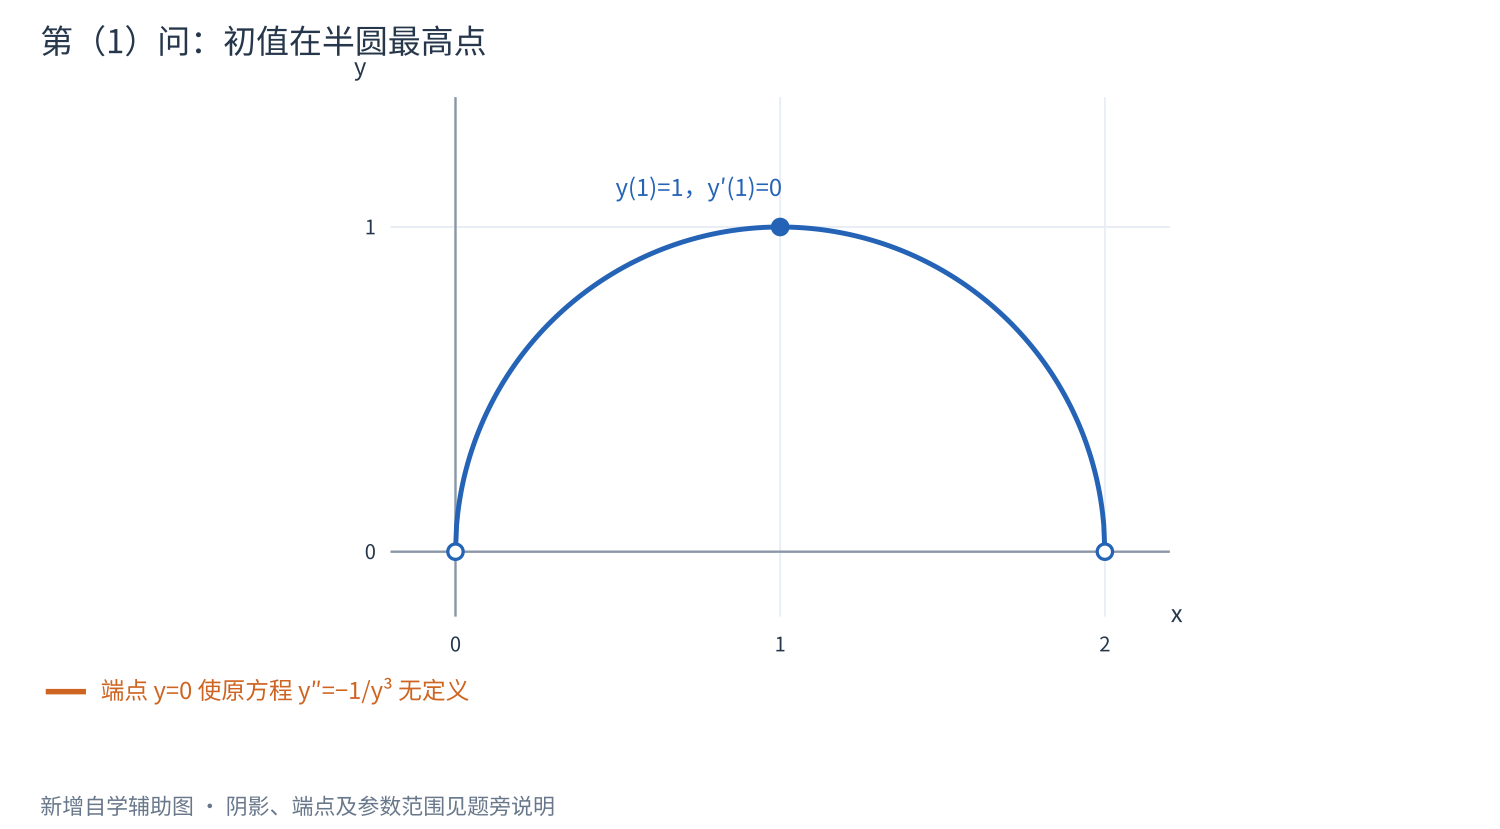 第（1）问：初值在半圆最高点
y
y(1)=1，y′(1)=0
1
0
x
0
1
2
端点 y=0 使原方程 y″=−1/y³ 无定义
新增自学辅助图 · 阴影、端点及参数范围见题旁说明